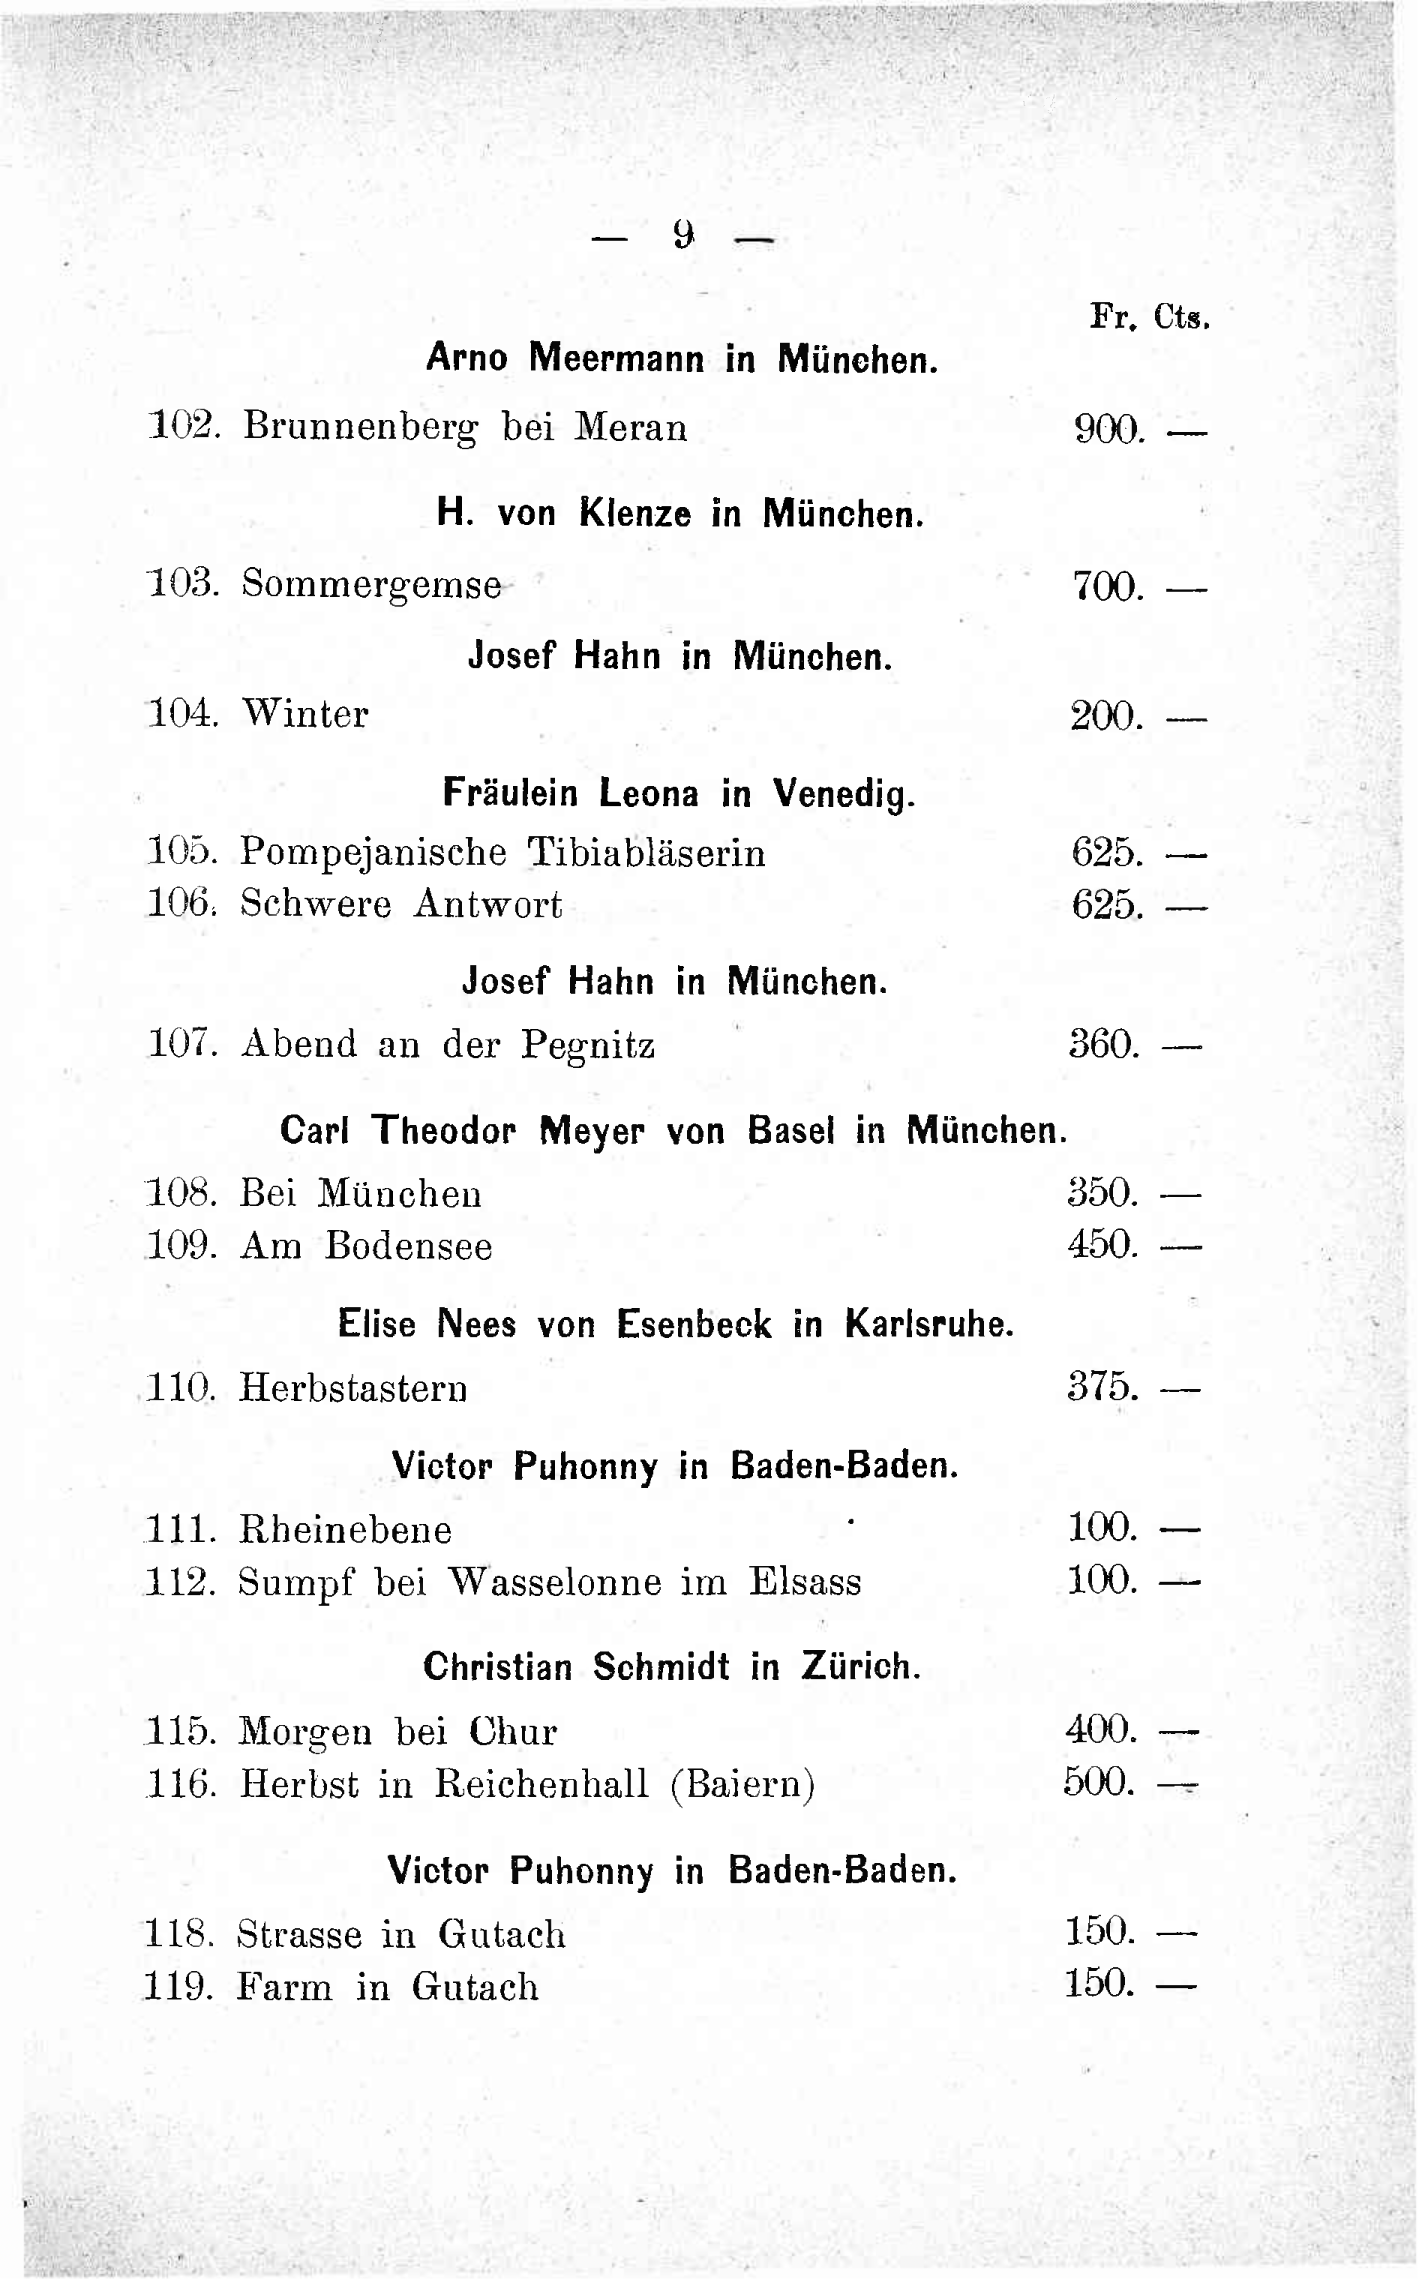 — 9 —
Fr. Cts.
Arno Meermann in München.
102. Brunnenberg bei Meran 900. —
H. von Klenze in München.
103. Sommergemse 700. —
Josef Hahn in München.
104. Winter 200. —
Fräulein Leona in Venedig.
105. Pompejanische Tibiabläserin 625. —
106. Schwere Antwort 625. —
Josef Hahn in München.
107. Abend an der Pegnitz 360. —
Carl Theodor Meyer von Basel in München.
108. Bei München 350. —
109. Am Bodensee 450. —
Elise Nees von Esenbeck in Karlsruhe.
110. Herbstastern 375. —
Victor Puhonny in Baden-Baden.
111. Rheinebene 100. —
112. Sumpf bei Wasselonne im Elsass 100. —
Christian Schmidt in Zürich.
115. Morgen bei Chur 400. —
116. Herbst in Reichenhall (Baiern) 500. —
Victor Puhonny in Baden-Baden.
118. Strasse in Gutach 150. —
119. Farm in Gutach 150. —